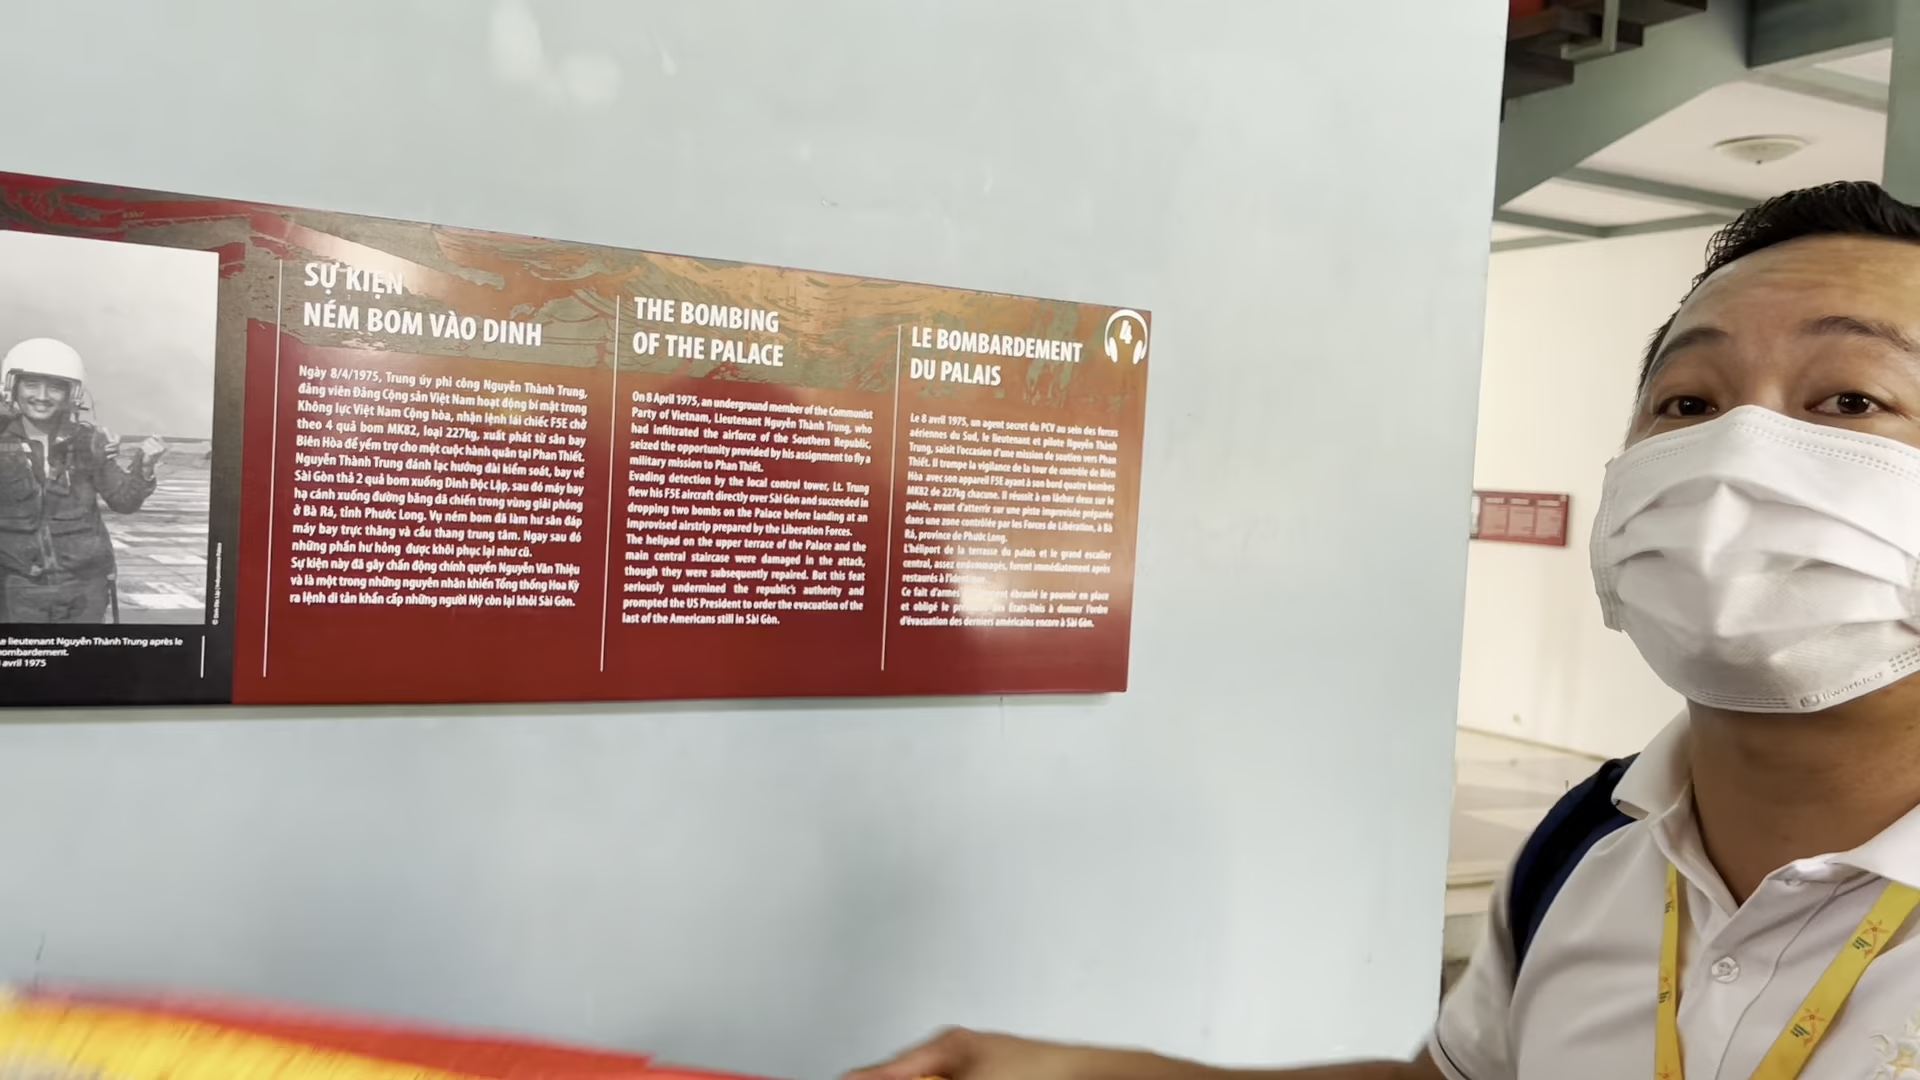 SỰ KIỆN
NÉM BOM VÀO DINH
Ngày 8/4/1975, Trung úy phi công Nguyễn Thành Trung,
đảng viên Đảng Cộng sản Việt Nam hoạt động bí mật trong
Không lực Việt Nam Cộng hòa, nhận lệnh lái chiếc F5E chở
theo 4 quả bom MK82, loại 227kg, xuất phát từ sân bay
Biên Hòa để yểm trợ cho một cuộc hành quân tại Phan Thiết.
Nguyễn Thành Trung đánh lạc hướng đài kiểm soát, bay về
Sài Gòn thả 2 quả bom xuống Dinh Độc Lập, sau đó máy bay
hạ cánh xuống đường băng dã chiến trong vùng giải phóng
ở Bà Rá, tỉnh Phước Long. Vụ ném bom đã làm hư sân đáp
máy bay trực thăng và cầu thang trung tâm. Ngay sau đó
những phần hư hỏng được khôi phục lại như cũ.
Sự kiện này đã gây chấn động chính quyền Nguyễn Văn Thiệu
và là một trong những nguyên nhân khiến Tổng thống Hoa Kỳ
ra lệnh di tản khẩn cấp những người Mỹ còn lại khỏi Sài Gòn.
THE BOMBING
OF THE PALACE
On 8 April 1975, an underground member of the Communist
Party of Vietnam, Lieutenant Nguyễn Thành Trung, who
had infiltrated the airforce of the Southern Republic,
seized the opportunity provided by his assignment to fly a
military mission to Phan Thiết.
Evading detection by the local control tower, Lt. Trung
flew his F5E aircraft directly over Sài Gòn and succeeded in
dropping two bombs on the Palace before landing at an
improvised airstrip prepared by the Liberation Forces.
The helipad on the upper terrace of the Palace and the
main central staircase were damaged in the attack,
though they were subsequently repaired. But this feat
seriously undermined the republic's authority and
prompted the US President to order the evacuation of the
last of the Americans still in Sài Gòn.
LE BOMBARDEMENT
DU PALAIS
4
Le 8 avril 1975, un agent secret du PCV au sein des forces
aériennes du Sud, le lieutenant et pilote Nguyễn Thành
Trung, saisit l'occasion d'une mission de soutien vers Phan
Thiết. Il trompe la vigilance de la tour de contrôle de Biên
Hòa avec son appareil F5E ayant à son bord quatre bombes
MK82 de 227kg chacune. Il réussit à en lâcher deux sur le
palais, avant d'atterrir sur une piste improvisée préparée
dans une zone contrôlée par les Forces de Libération, à Bà
Rá, province de Phước Long.
L'héliport de la terrasse du palais et le grand escalier
central, assez endommagés, furent immédiatement après
restaurés à l'identique.
Ce fait d'armes ébranlé le pouvoir en place
et obligé le des États-Unis à donner l'ordre
d'évacuation des derniers américains encore à Sài Gòn.
lieutenant Nguyễn Thành Trung après le
bombardement.
avril 1975